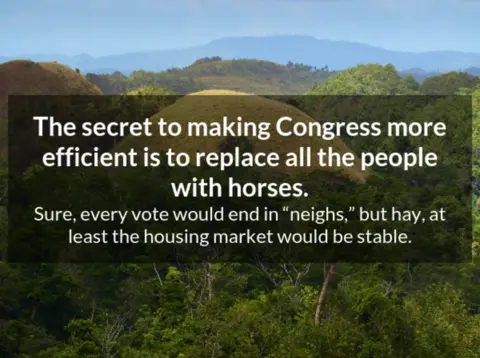 The secret to making Congress more
efficient is to replace all the people
with horses.
Sure, every vote would end in “neighs,” but hay, at
least the housing market would be stable.